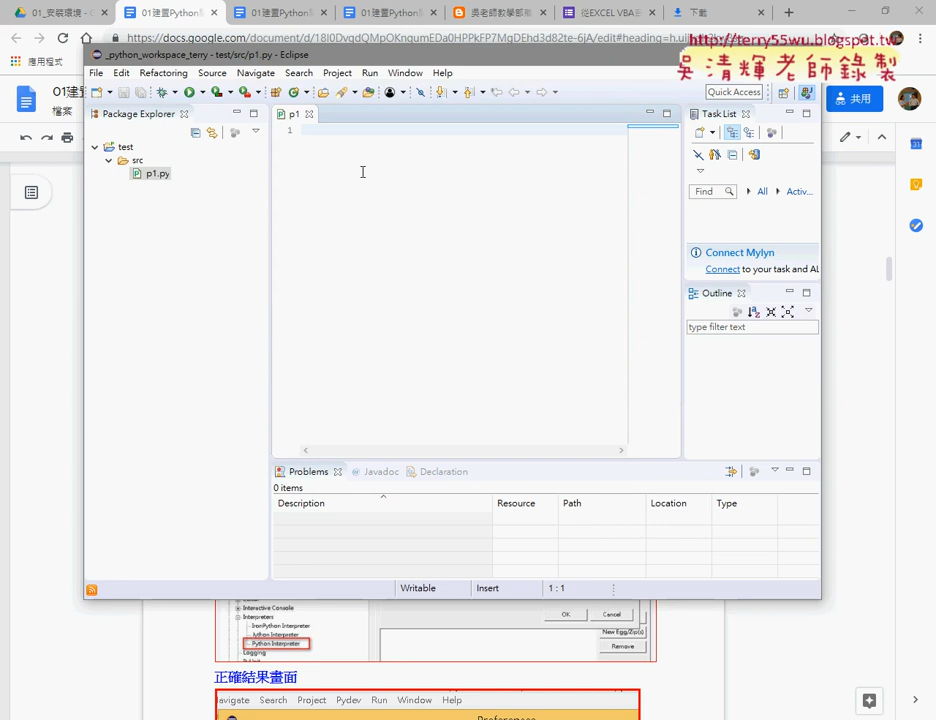 01_安裝環境 - G
01建置Python
01建置Python
01建置Python
吳老師教學部
從EXCEL VBA
下載
https://docs.google.com/document/d/18I0DvqdQMpOKngumEDa0HPPkFP7MgDEhd3d82te-jyA/edit#heading=h.ui
http://terry55wu.blogspot.tw
吳清輝老師錄製
應用程式
01建置
檔案
共用
_python_workspace_terry - test/src/p1.py - Eclipse
File Edit Refactoring Source Navigate Search Project Run Window Help
Quick Access
Package Explorer
test
src
p1.py
p1
1
Task List
Find
All
Activ...
Connect Mylyn
Connect to your task and AL
Outline
type filter text
Problems Javadoc Declaration
0 items
Description Resource Path Location Type
Writable Insert 1 : 1
Interactive Console
Interpreters
IronPython Interpreter
Jython Interpreter
Python Interpreter
Logging
OK Cancel
New Egg/Zip(s)
Remove
正確結果畫面
avigate Search Project Pydev Run Window Help
Preferences